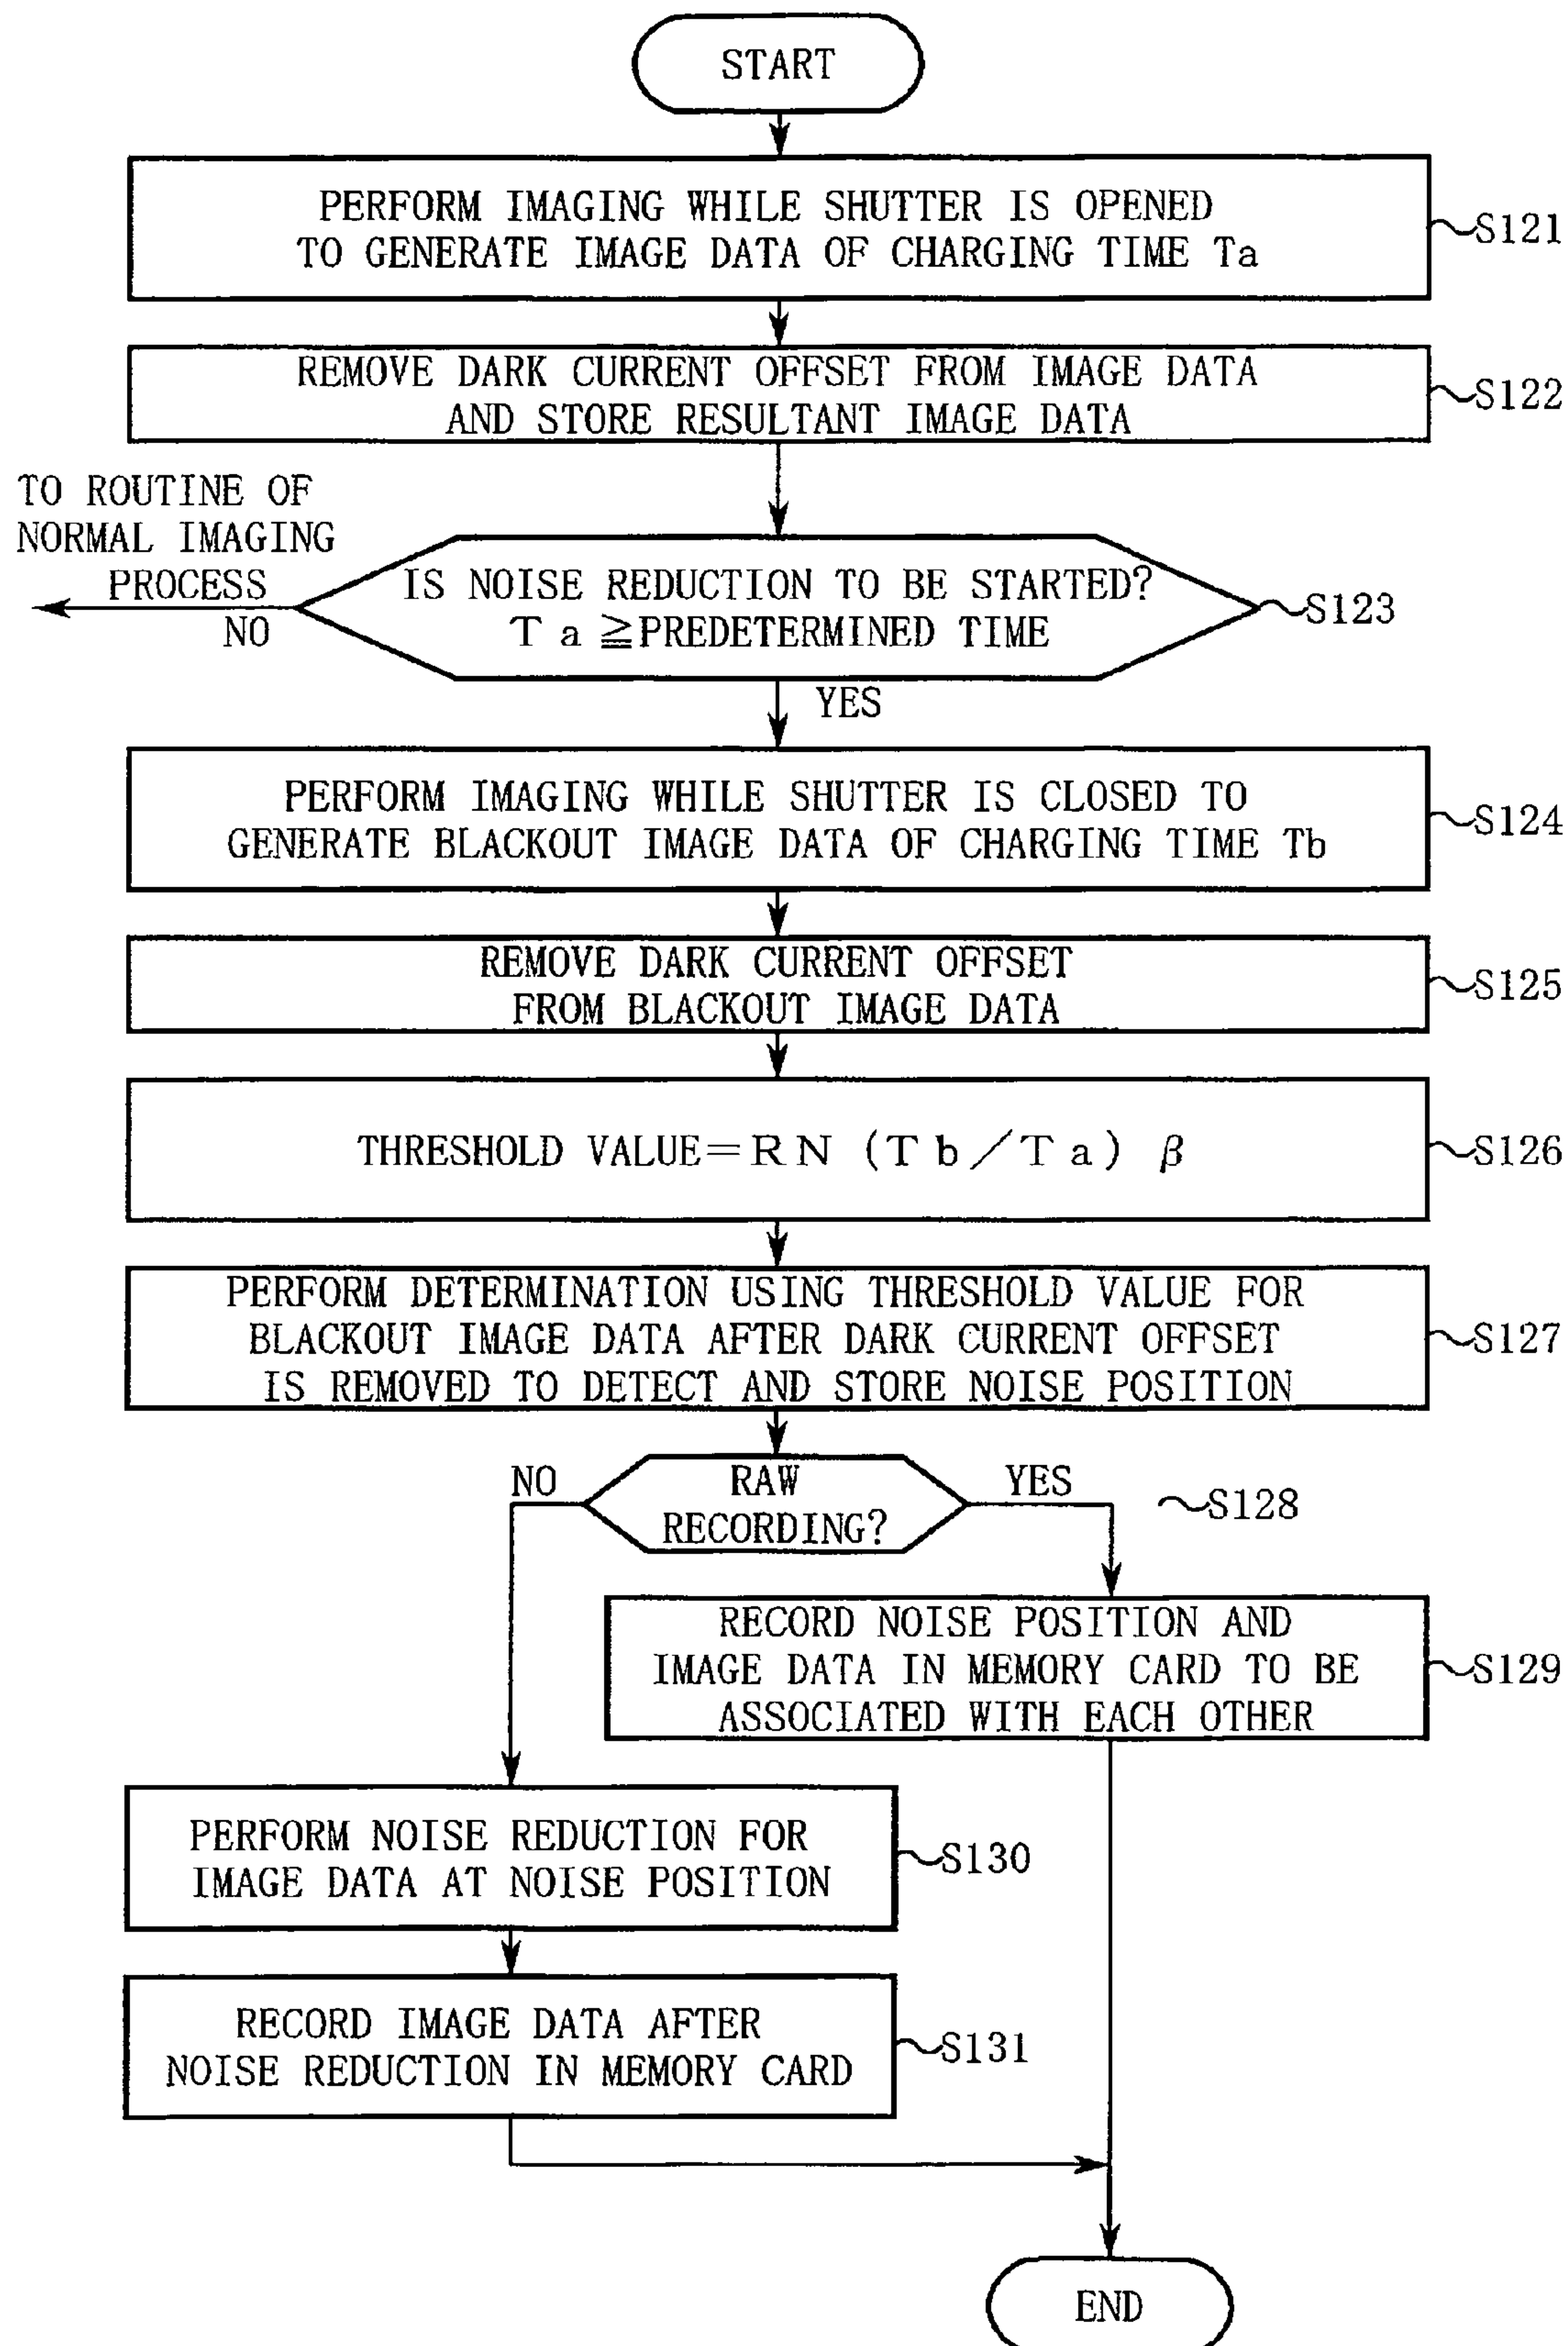 START
PERFORM IMAGING WHILE SHUTTER IS OPENED
TO GENERATE IMAGE DATA OF CHARGING TIME Ta
S121
REMOVE DARK CURRENT OFFSET FROM IMAGE DATA
AND STORE RESULTANT IMAGE DATA
S122
TO ROUTINE OF
NORMAL IMAGING
PROCESS
NO
IS NOISE REDUCTION TO BE STARTED?
Ta≧PREDETERMINED TIME
S123
YES
PERFORM IMAGING WHILE SHUTTER IS CLOSED TO
GENERATE BLACKOUT IMAGE DATA OF CHARGING TIME Tb
S124
REMOVE DARK CURRENT OFFSET
FROM BLACKOUT IMAGE DATA
S125
THRESHOLD VALUE=RN (Tb/Ta) β
S126
PERFORM DETERMINATION USING THRESHOLD VALUE FOR
BLACKOUT IMAGE DATA AFTER DARK CURRENT OFFSET
IS REMOVED TO DETECT AND STORE NOISE POSITION
S127
NO
RAW
RECORDING?
YES
S128
RECORD NOISE POSITION AND
IMAGE DATA IN MEMORY CARD TO BE
ASSOCIATED WITH EACH OTHER
S129
PERFORM NOISE REDUCTION FOR
IMAGE DATA AT NOISE POSITION
S130
RECORD IMAGE DATA AFTER
NOISE REDUCTION IN MEMORY CARD
S131
END